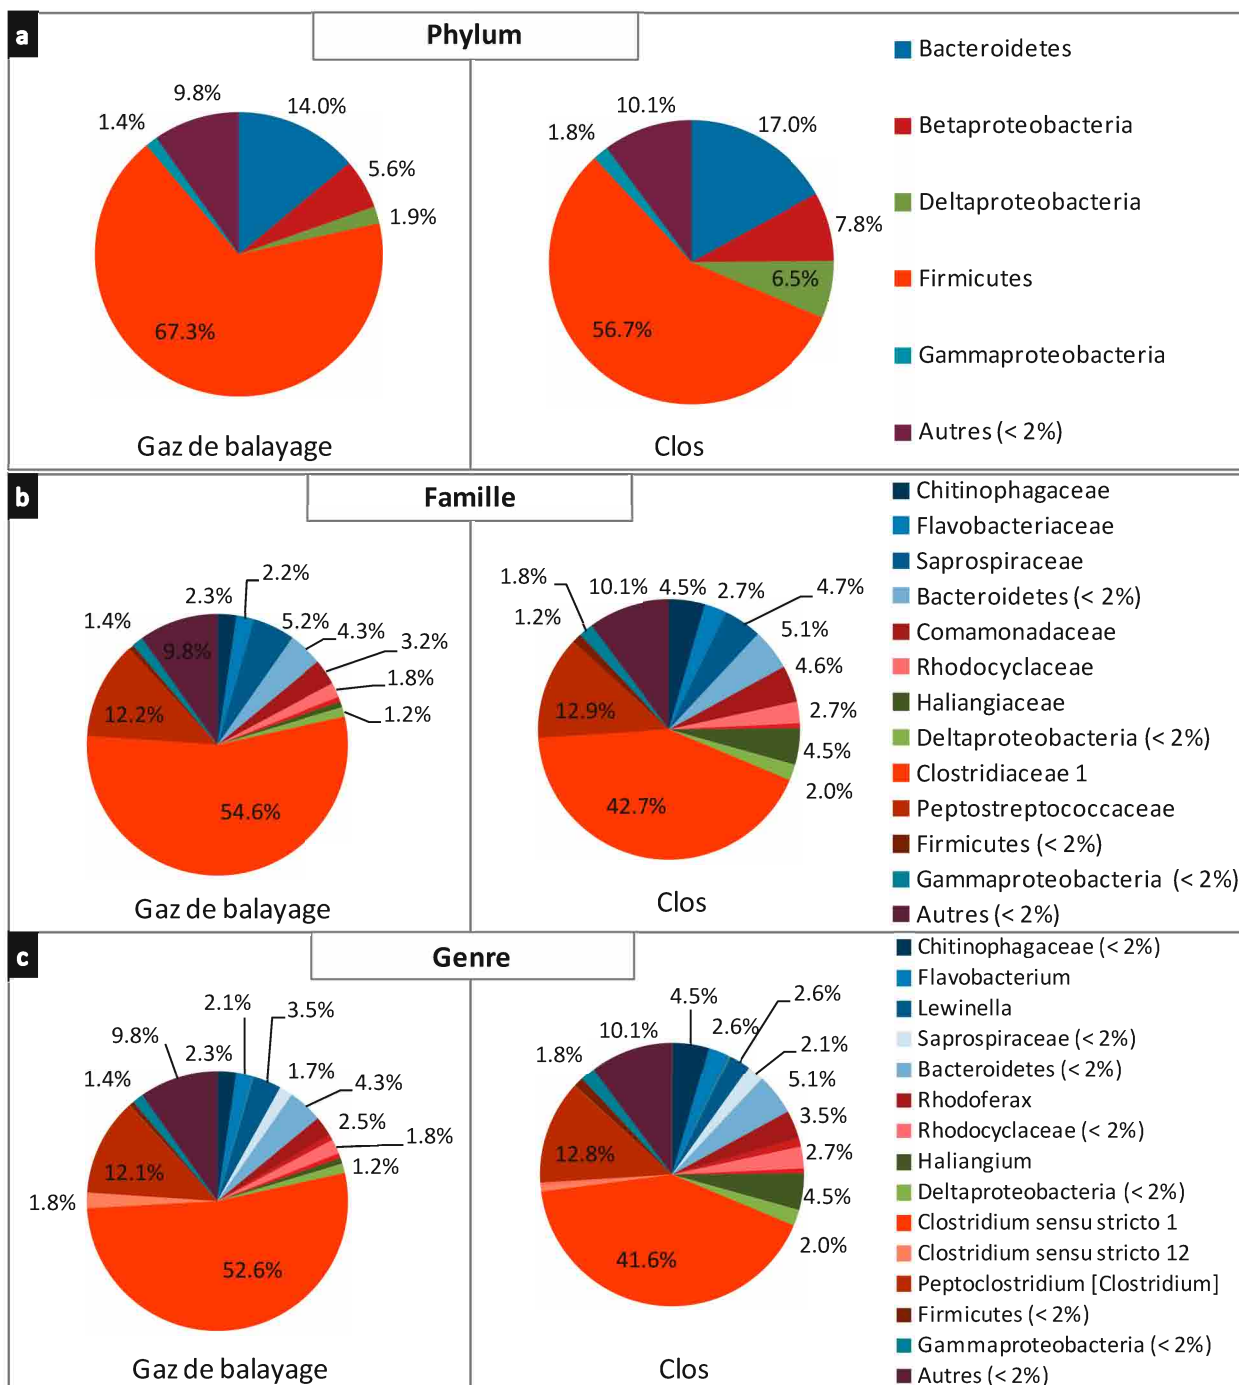 a
Phylum
9.8%
14.0%
1.4%
5.6%
1.9%
67.3%
Gaz de balayage
10.1%
17.0%
1.8%
7.8%
6.5%
56.7%
Clos
Bacteroidetes
Betaproteobacteria
Deltaproteobacteria
Firmicutes
Gammaproteobacteria
Autres (< 2%)
b
Famille
2.2%
2.3%
1.4%
5.2%
4.3%
3.2%
9.8%
1.8%
12.2%
1.2%
54.6%
Gaz de balayage
1.8%
10.1%
4.5%
2.7%
4.7%
1.2%
5.1%
4.6%
12.9%
2.7%
4.5%
2.0%
42.7%
Clos
Chitinophagaceae
Flavobacteriaceae
Saprospiraceae
Bacteroidetes (< 2%)
Comamonadaceae
Rhodocyclaceae
Haliangiaceae
Deltaproteobacteria (< 2%)
Clostridiaceae 1
Peptostreptococcaceae
Firmicutes (< 2%)
Gammaproteobacteria (< 2%)
Autres (< 2%)
c
Genre
2.1%
3.5%
9.8%
2.3%
1.7%
1.4%
4.3%
2.5%
1.8%
12.1%
1.2%
1.8%
52.6%
Gaz de balayage
4.5%
2.6%
10.1%
2.6%
1.8%
2.1%
5.1%
3.5%
12.8%
2.7%
4.5%
2.0%
41.6%
Clos
Chitinophagaceae (< 2%)
Flavobacterium
Lewinella
Saprospiraceae (< 2%)
Bacteroidetes (< 2%)
Rhodoferax
Rhodocyclaceae (< 2%)
Haliangium
Deltaproteobacteria (< 2%)
Clostridium sensu stricto 1
Clostridium sensu stricto 12
Peptoclostridium [Clostridium]
Firmicutes (< 2%)
Gammaproteobacteria (< 2%)
Autres (< 2%)